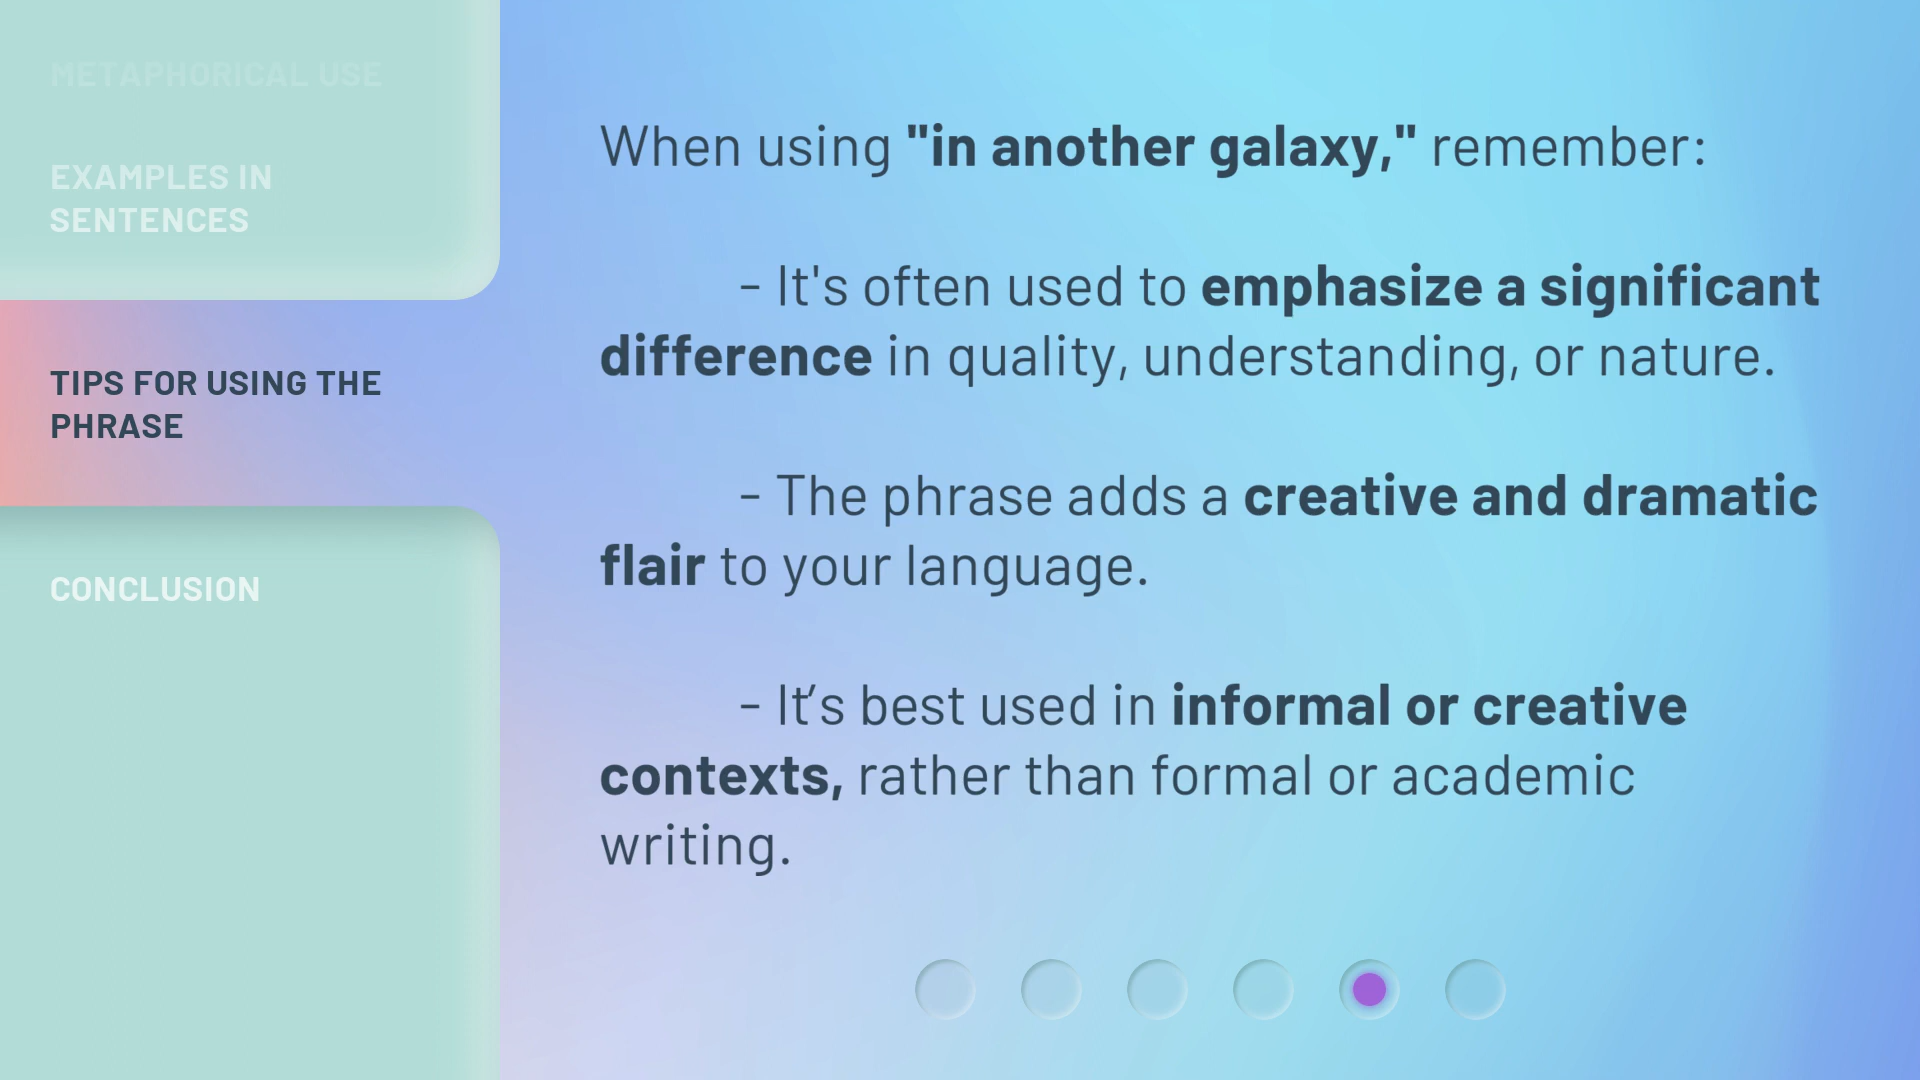 METAPHORICAL USE
EXAMPLES IN
SENTENCES
TIPS FOR USING THE
PHRASE
CONCLUSION
When using "in another galaxy," remember:
- It's often used to emphasize a significant
difference in quality, understanding, or nature.
- The phrase adds a creative and dramatic
flair to your language.
- It’s best used in informal or creative
contexts, rather than formal or academic
writing.